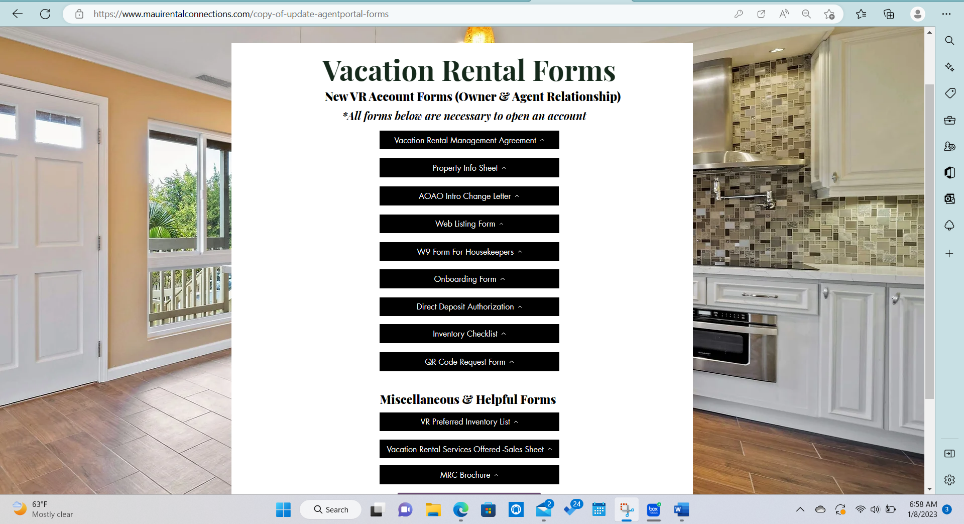 https://www.mauirentalconnections.com/copy-of-update-agentportal-forms
Vacation Rental Forms
New VR Account Forms (Owner & Agent Relationship)
*All forms below are necessary to open an account
Vacation Rental Management Agreement
Property Info Sheet
AOAO Intro Change Letter
Web Listing Form
W9 Form For Housekeepers
Onboarding Form
Direct Deposit Authorization
Inventory Checklist
QR Code Request Form
Miscellaneous & Helpful Forms
VR Preferred Inventory List
Vacation Rental Services Offered -Sales Sheet
MRC Brochure
63°F
Mostly clear
Search
2
24
6:58 AM
1/8/2023
3